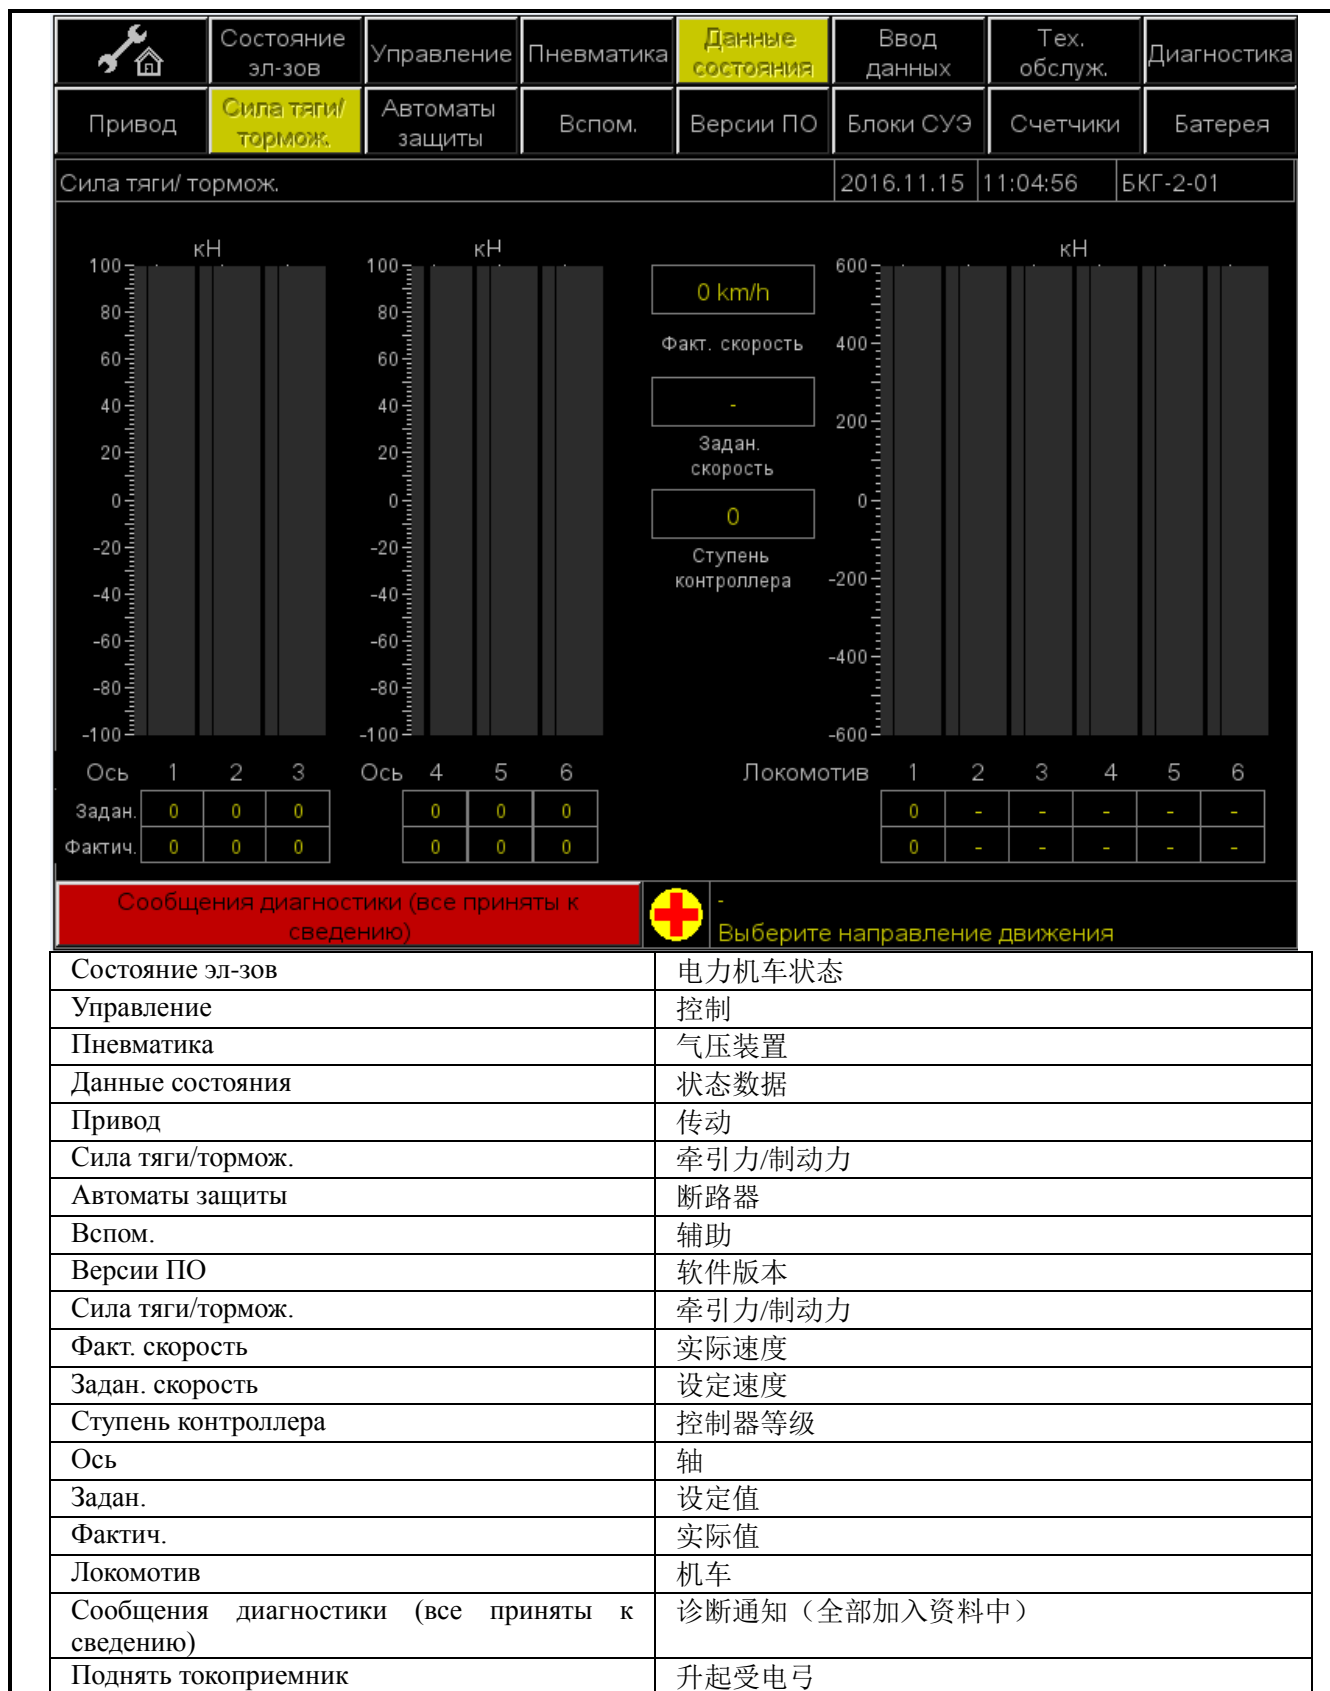 Состояние эл-зов
Управление
Пневматика
Данные состояния
Ввод данных
Тех. обслуж.
Диагностика
Привод
Сила тяги/ тормож.
Автоматы защиты
Вспом.
Версии ПО
Блоки СУЭ
Счетчики
Батерея
Сила тяги/ тормож.
2016.11.15
11:04:56
БКГ-2-01
кН
100
80
60
40
20
0
-20
-40
-60
-80
-100
кН
100
80
60
40
20
0
-20
-40
-60
-80
-100
0 km/h
Факт. скорость
-
Задан.
скорость
0
Ступень
контроллера
кН
600
400
200
0
-200
-400
-600
Ось 1 2 3
Задан. 0 0 0
Фактич. 0 0 0
Ось 4 5 6
0 0 0
0 0 0
Локомотив 1 2 3 4 5 6
0 - - - - -
0 - - - - -
Сообщения диагностики (все приняты к
сведению)
-
Выберите направление движения
Состояние эл-зов 电力机车状态
Управление 控制
Пневматика 气压装置
Данные состояния 状态数据
Привод 传动
Сила тяги/тормож. 牵引力/制动力
Автоматы защиты 断路器
Вспом. 辅助
Версии ПО 软件版本
Сила тяги/тормож. 牵引力/制动力
Факт. скорость 实际速度
Задан. скорость 设定速度
Ступень контроллера 控制器等级
Ось 轴
Задан. 设定值
Фактич. 实际值
Локомотив 机车
Сообщения диагностики (все приняты к 诊断通知（全部加入资料中）
сведению)
Поднять токоприемник 升起受电弓